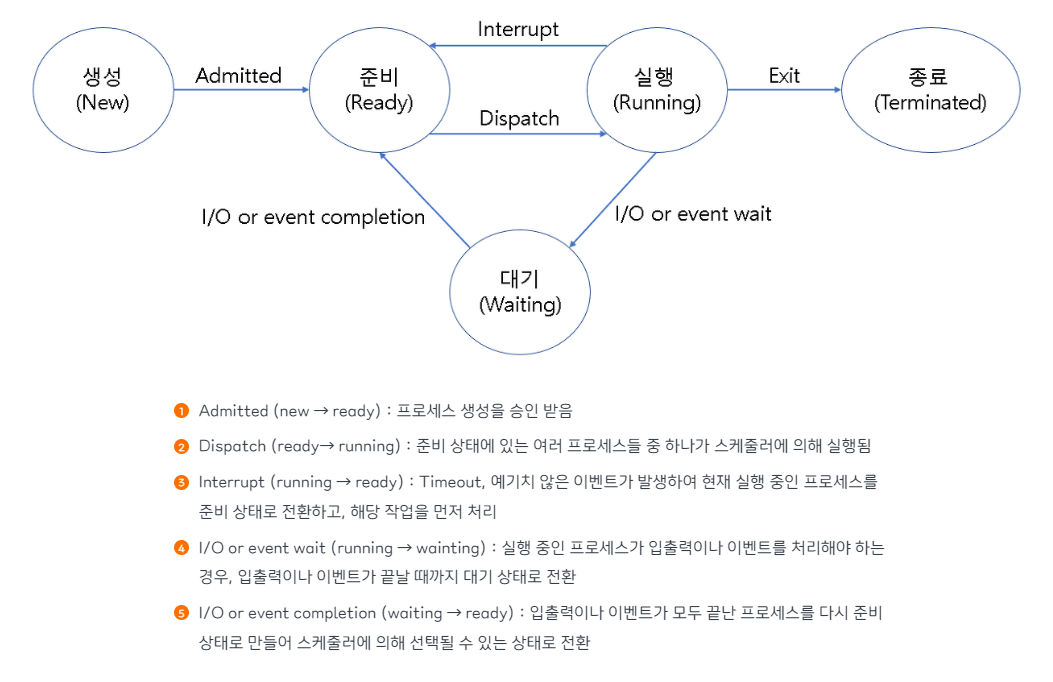 Interrupt
생성
(New)
Admitted
준비
(Ready)
실행
(Running)
Exit
종료
(Terminated)
Dispatch
I/O or event completion
I/O or event wait
대기
(Waiting)
1 Admitted (new → ready) : 프로세스 생성을 승인 받음
2 Dispatch (ready→ running) : 준비 상태에 있는 여러 프로세스들 중 하나가 스케줄러에 의해 실행됨
3 Interrupt (running → ready) : Timeout, 예기치 않은 이벤트가 발생하여 현재 실행 중인 프로세스를
준비 상태로 전환하고, 해당 작업을 먼저 처리
4 I/O or event wait (running → wainting) : 실행 중인 프로세스가 입출력이나 이벤트를 처리해야 하는
경우, 입출력이나 이벤트가 끝날 때까지 대기 상태로 전환
5 I/O or event completion (waiting → ready) : 입출력이나 이벤트가 모두 끝난 프로세스를 다시 준비
상태로 만들어 스케줄러에 의해 선택될 수 있는 상태로 전환